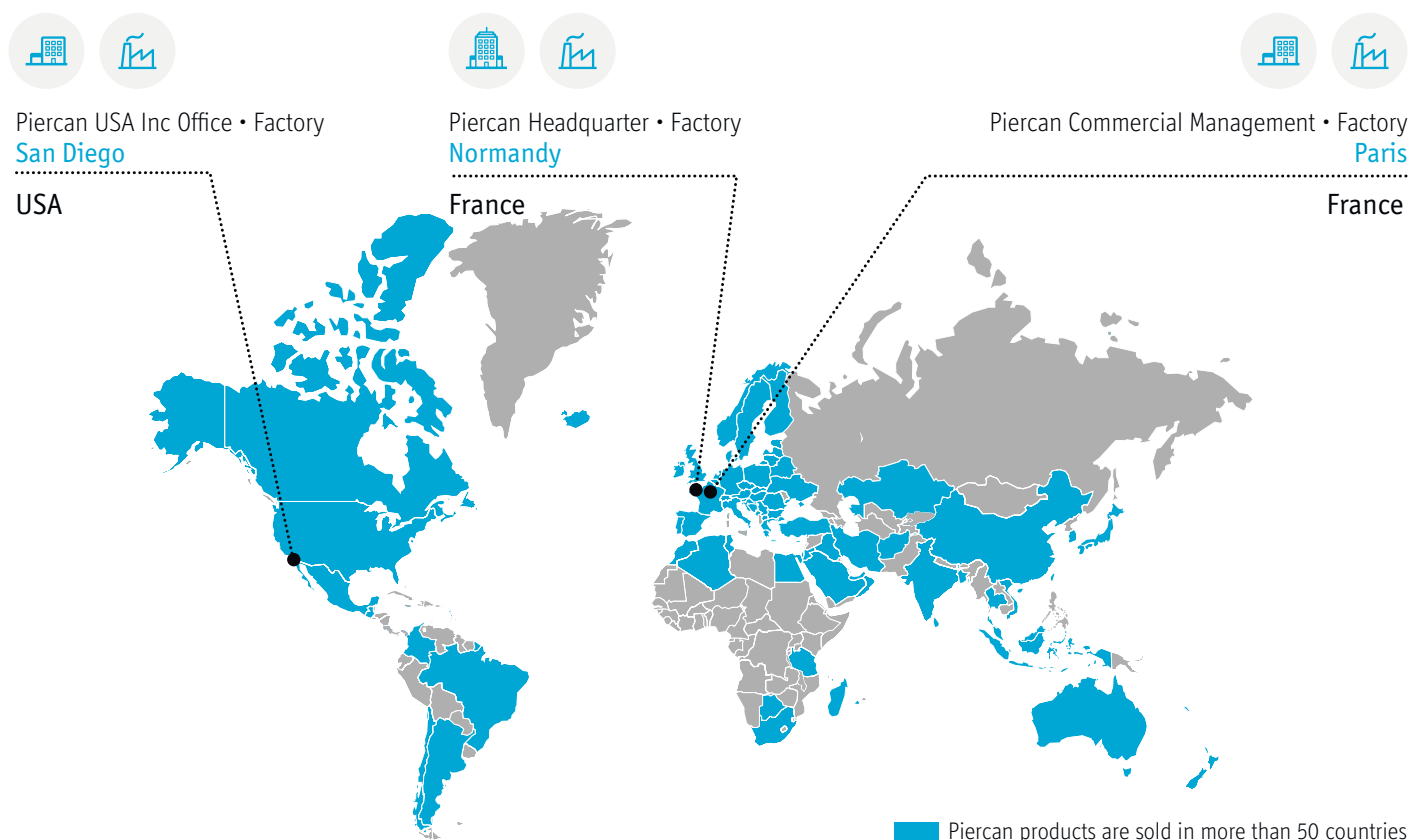 Piercan USA Inc Office • Factory
San Diego
USA
Piercan Headquarter • Factory
Normandy
France
Piercan Commercial Management • Factory
Paris
France
Piercan products are sold in more than 50 countries